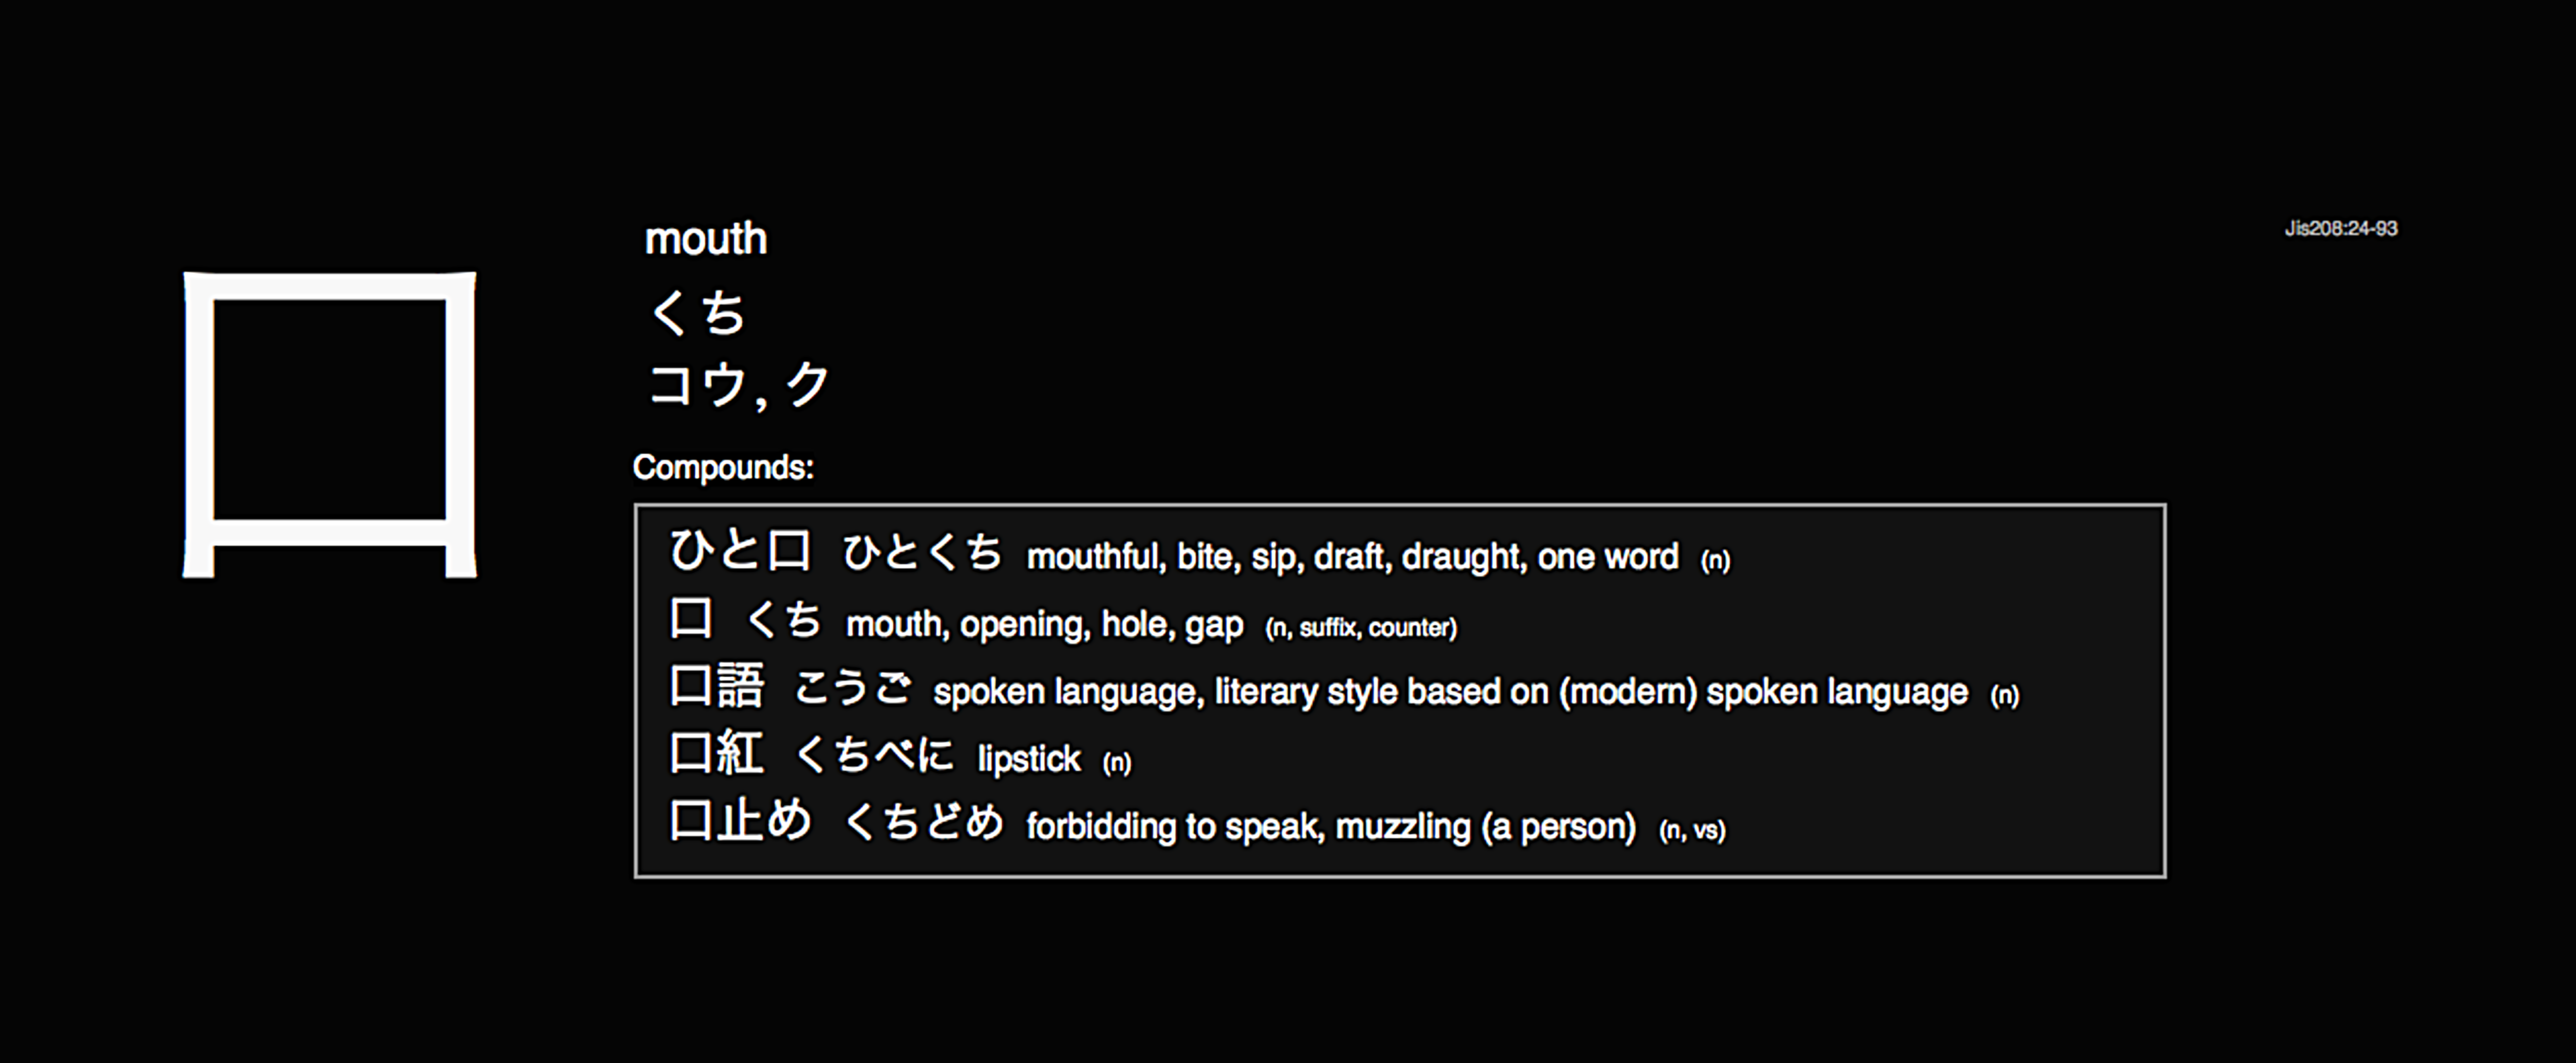 口
mouth
くち
コウ, ク
Jis208:24-93
Compounds:
ひと口 ひとくち mouthful, bite, sip, draft, draught, one word (n)
口 くち mouth, opening, hole, gap (n, suffix, counter)
口語 こうご spoken language, literary style based on (modern) spoken language (n)
口紅 くちべに lipstick (n)
口止め くちどめ forbidding to speak, muzzling (a person) (n, vs)